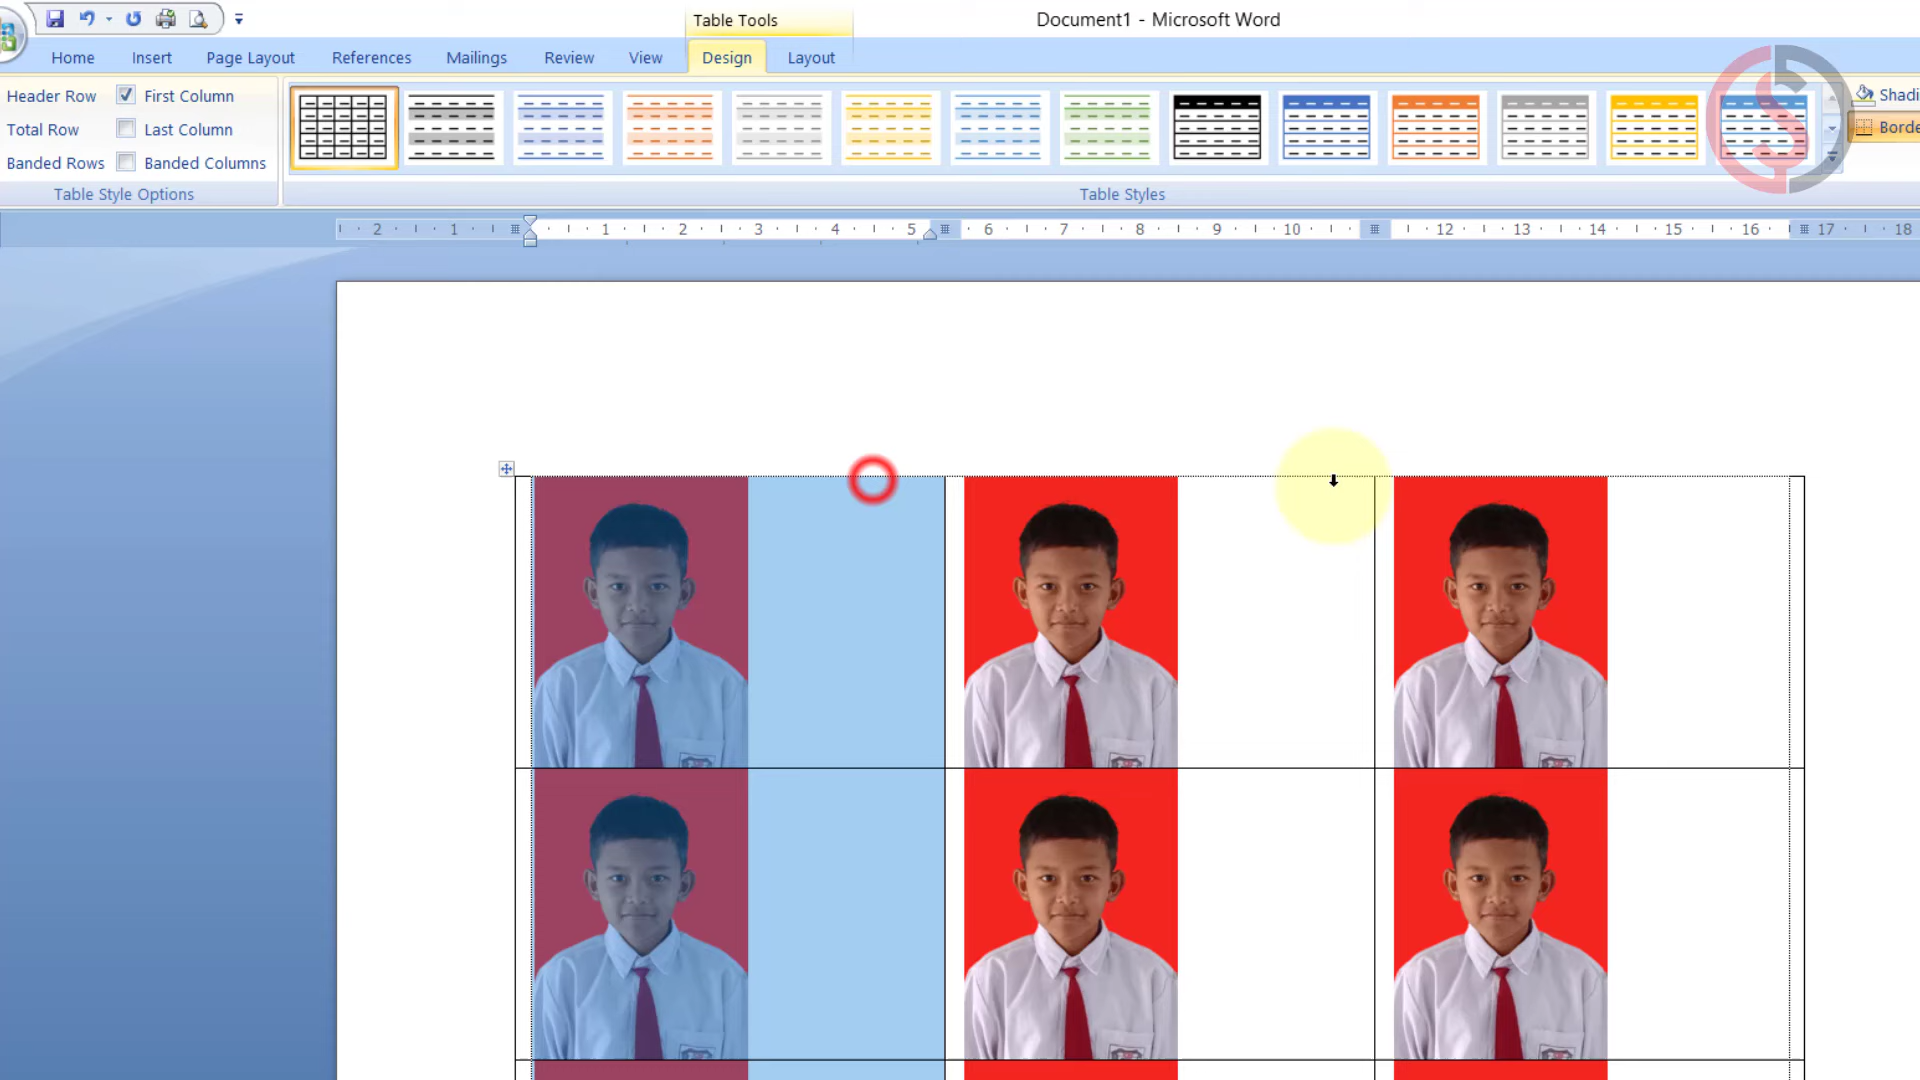 Table Tools
Document1 - Microsoft Word
Home Insert Page Layout References Mailings Review View Design Layout
Header Row First Column
Total Row Last Column
Banded Rows Banded Columns
Shadi
Borde
Table Style Options Table Styles
2 1 1 2 3 4 5 6 7 8 9 10 12 13 14 15 16 17 18